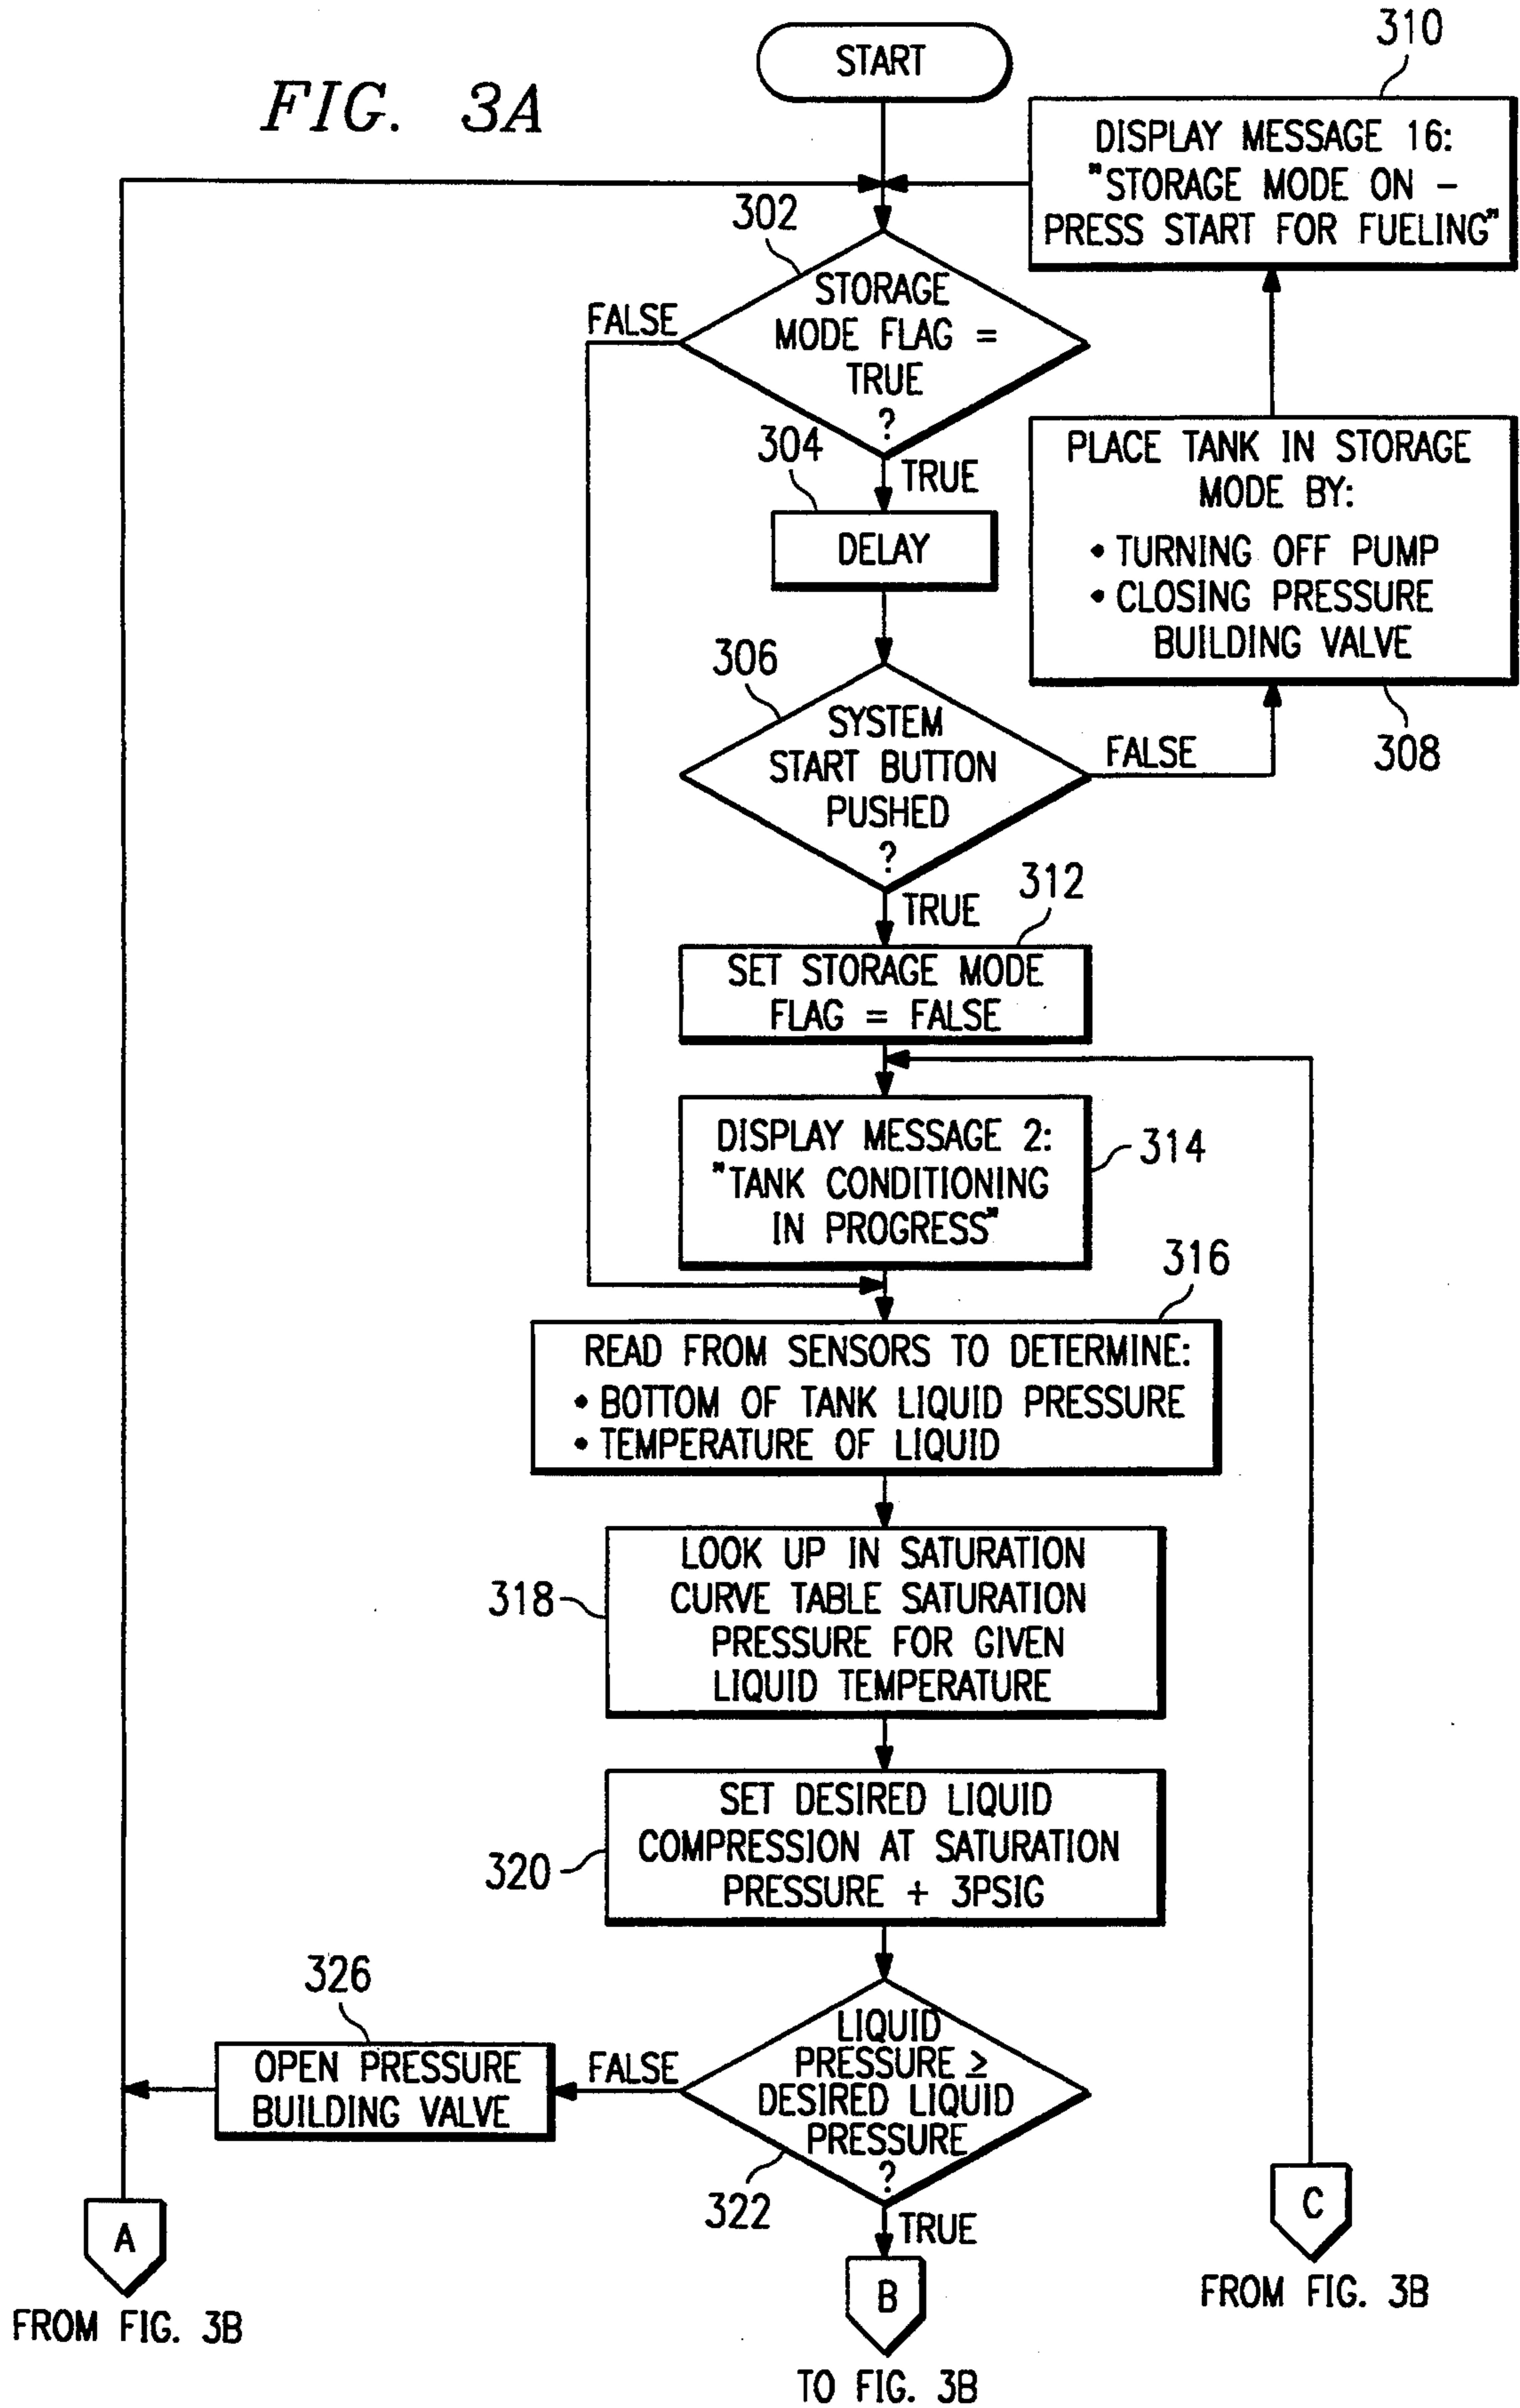 FIG. 3A
START
310
DISPLAY MESSAGE 16:
"STORAGE MODE ON –
PRESS START FOR FUELING"
302
STORAGE
MODE FLAG =
TRUE
?
FALSE
TRUE
304
DELAY
PLACE TANK IN STORAGE
MODE BY:
• TURNING OFF PUMP
• CLOSING PRESSURE
BUILDING VALVE
308
306
SYSTEM
START BUTTON
PUSHED
?
FALSE
TRUE
312
SET STORAGE MODE
FLAG = FALSE
DISPLAY MESSAGE 2:
"TANK CONDITIONING
IN PROGRESS"
314
316
READ FROM SENSORS TO DETERMINE:
• BOTTOM OF TANK LIQUID PRESSURE
• TEMPERATURE OF LIQUID
318
LOOK UP IN SATURATION
CURVE TABLE SATURATION
PRESSURE FOR GIVEN
LIQUID TEMPERATURE
320
SET DESIRED LIQUID
COMPRESSION AT SATURATION
PRESSURE + 3PSIG
326
OPEN PRESSURE
BUILDING VALVE
FALSE
LIQUID
PRESSURE ≥
DESIRED LIQUID
PRESSURE
?
322
TRUE
A
FROM FIG. 3B
B
TO FIG. 3B
C
FROM FIG. 3B